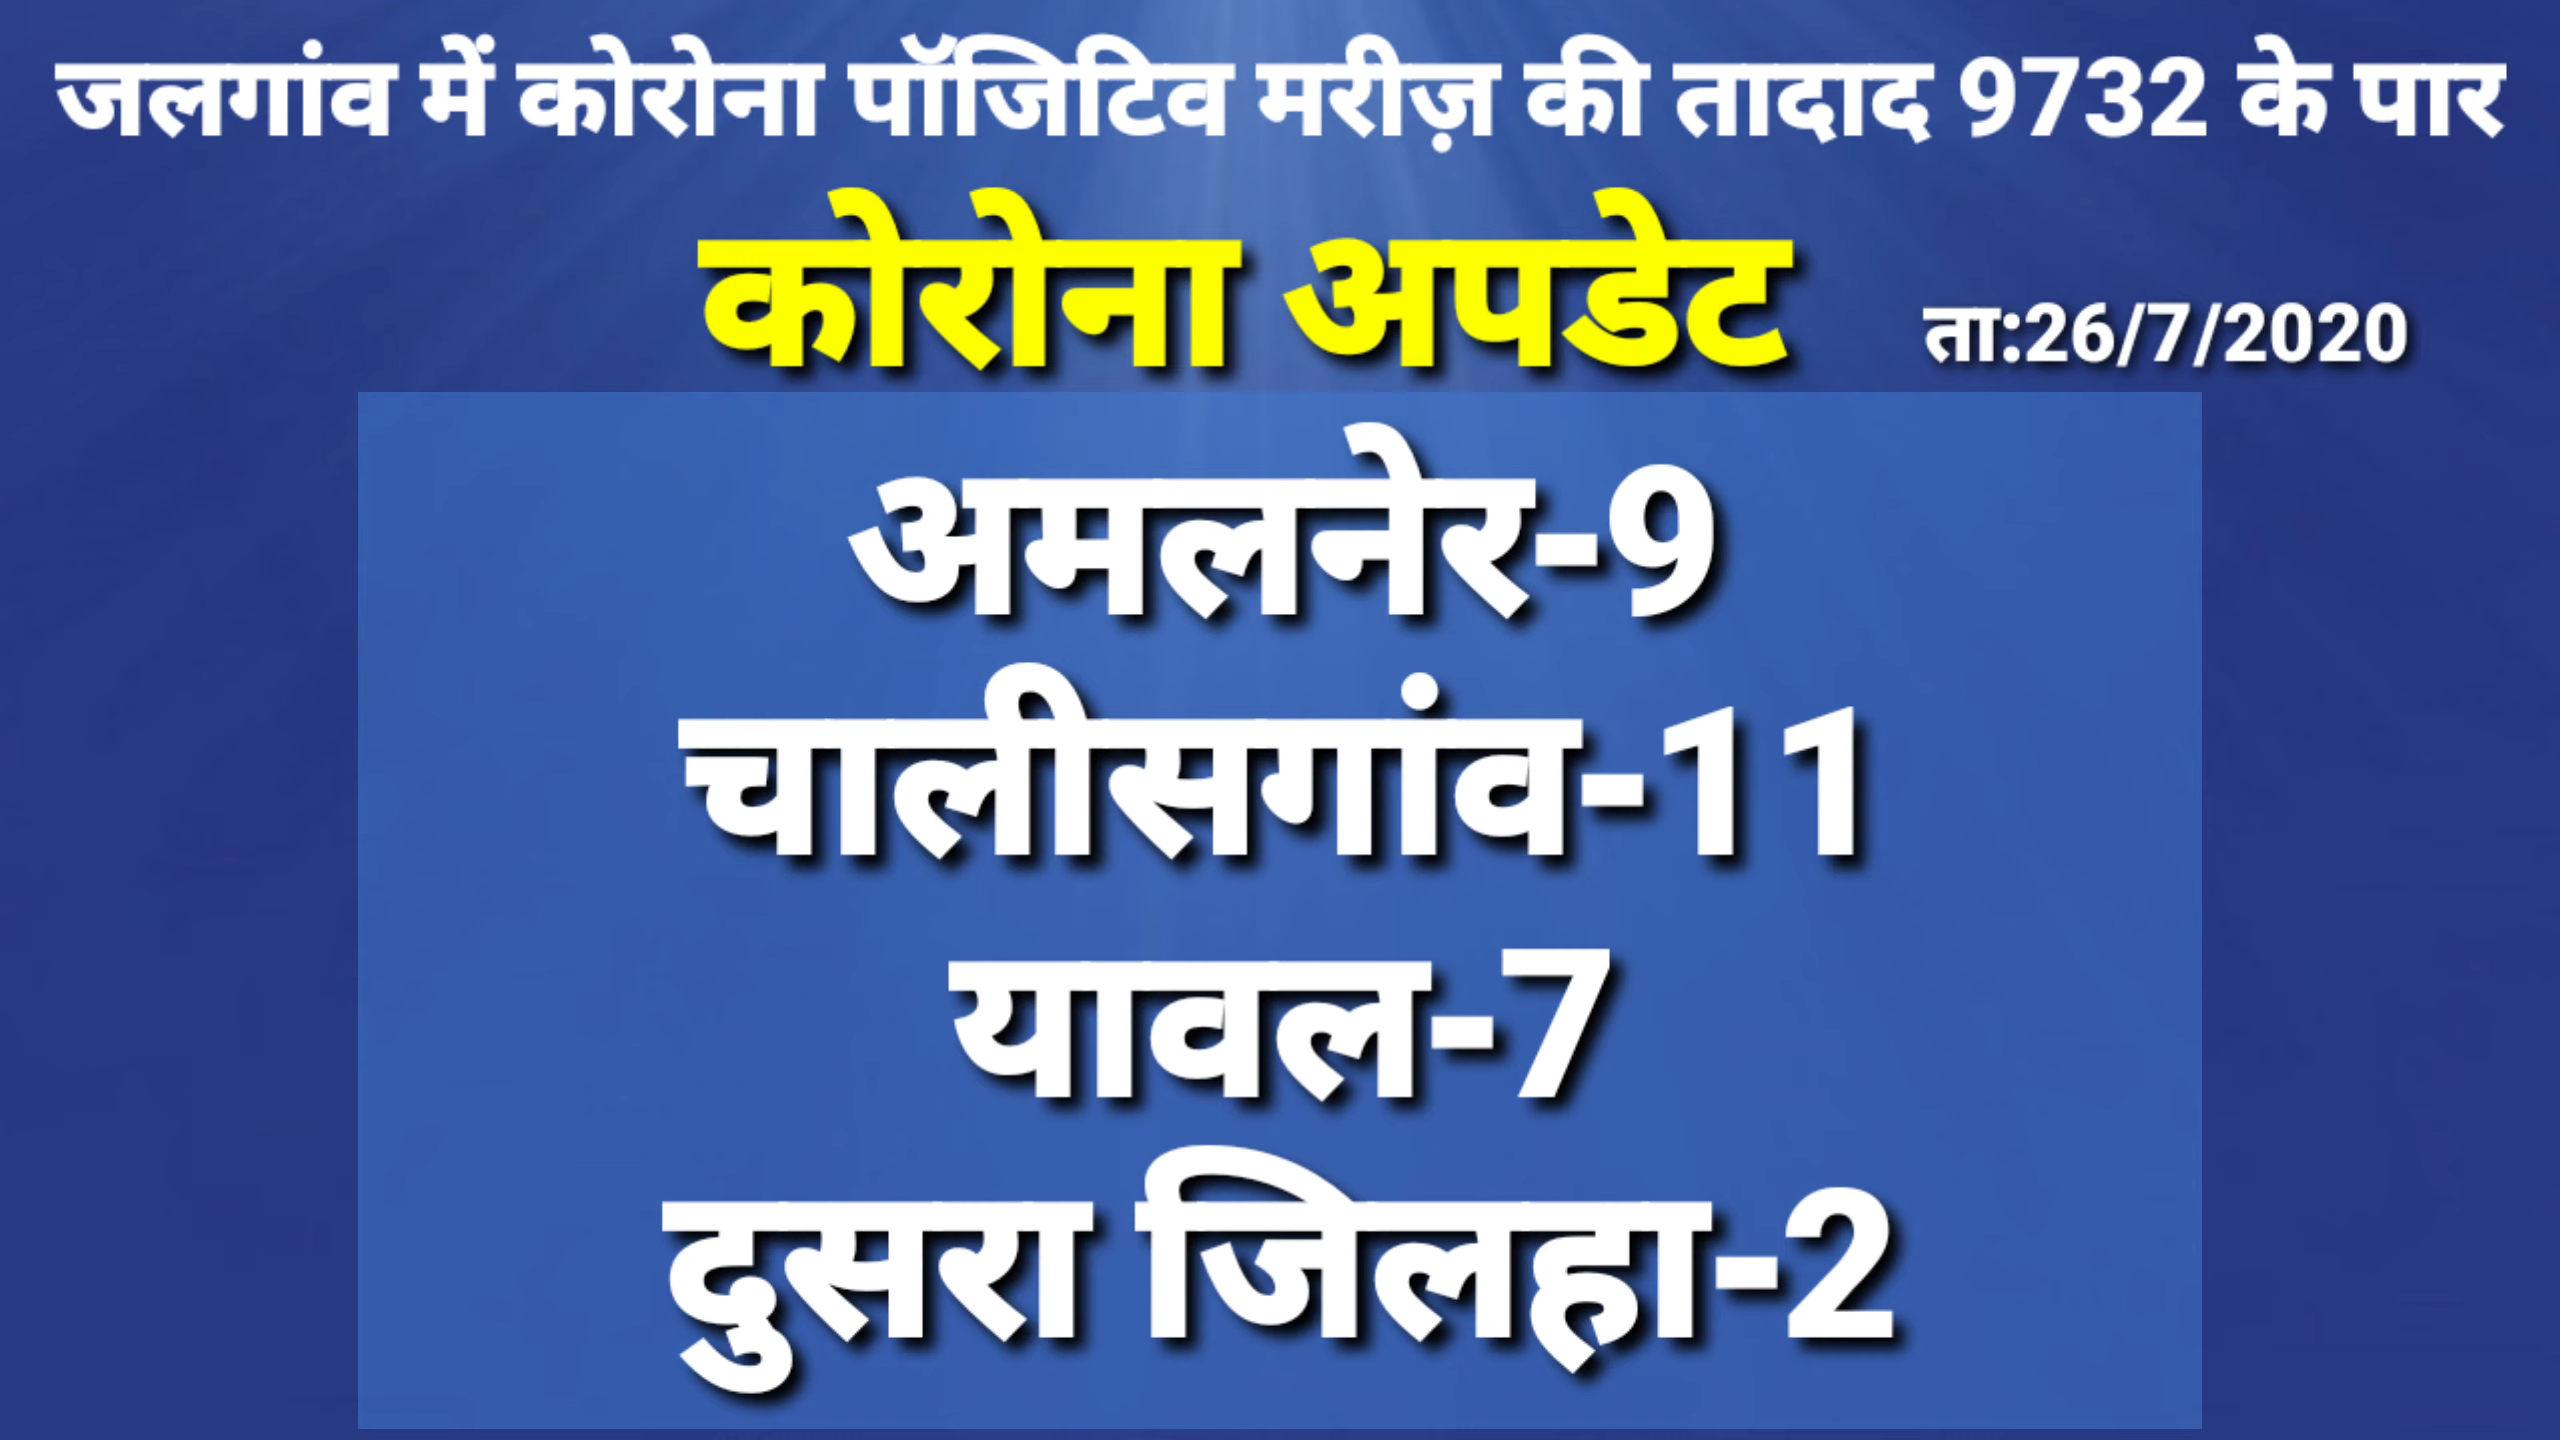 जलगांव में कोरोना पॉजिटिव मरीज़ की तादाद 9732 के पार
कोरोना अपडेट
ता:26/7/2020
अमलनेर-9
चालीसगांव-11
यावल-7
दुसरा जिलहा-2